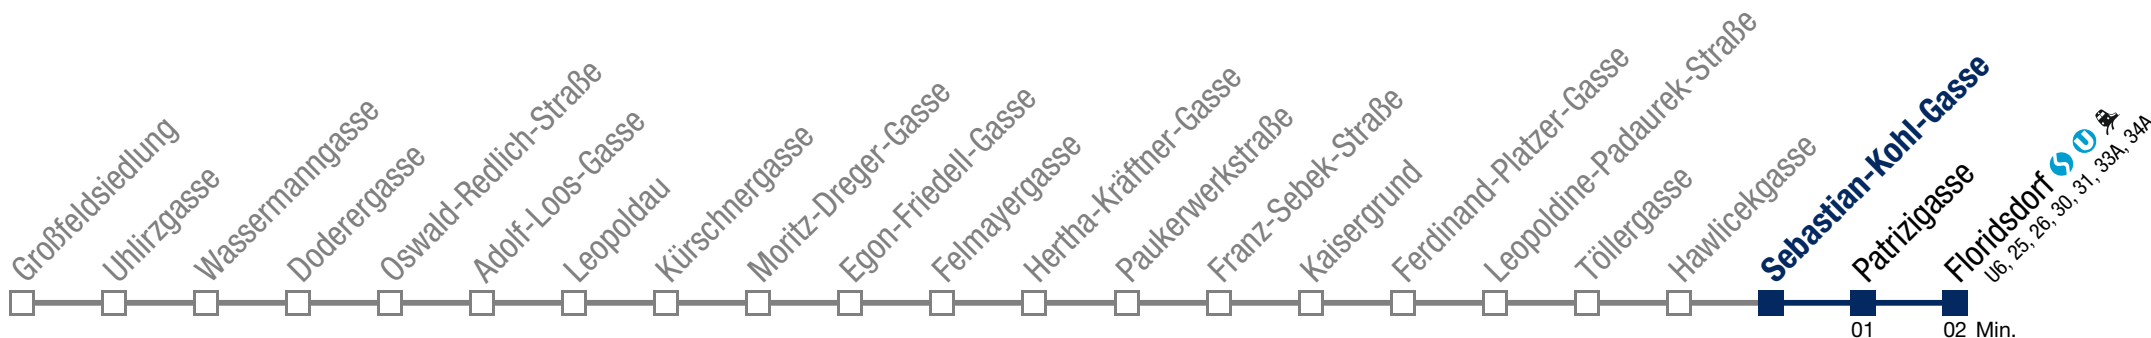 Großfeldsiedlung
Uhlirzgasse
Wassermanngasse
Doderergasse
Oswald-Redlich-Straße
Adolf-Loos-Gasse
Leopoldau
Kürschnergasse
Moritz-Dreger-Gasse
Egon-Friedell-Gasse
Felmayergasse
Hertha-Kräftner-Gasse
Paukerwerkstraße
Franz-Sebek-Straße
Kaisergrund
Ferdinand-Platzer-Gasse
Leopoldine-Padaurek-Straße
Töllergasse
Hawlicekgasse
Sebastian-Kohl-Gasse
Patrizigasse
Floridsdorf S U
U6, 25, 26, 30, 31, 33A, 34A
01 02 Min.